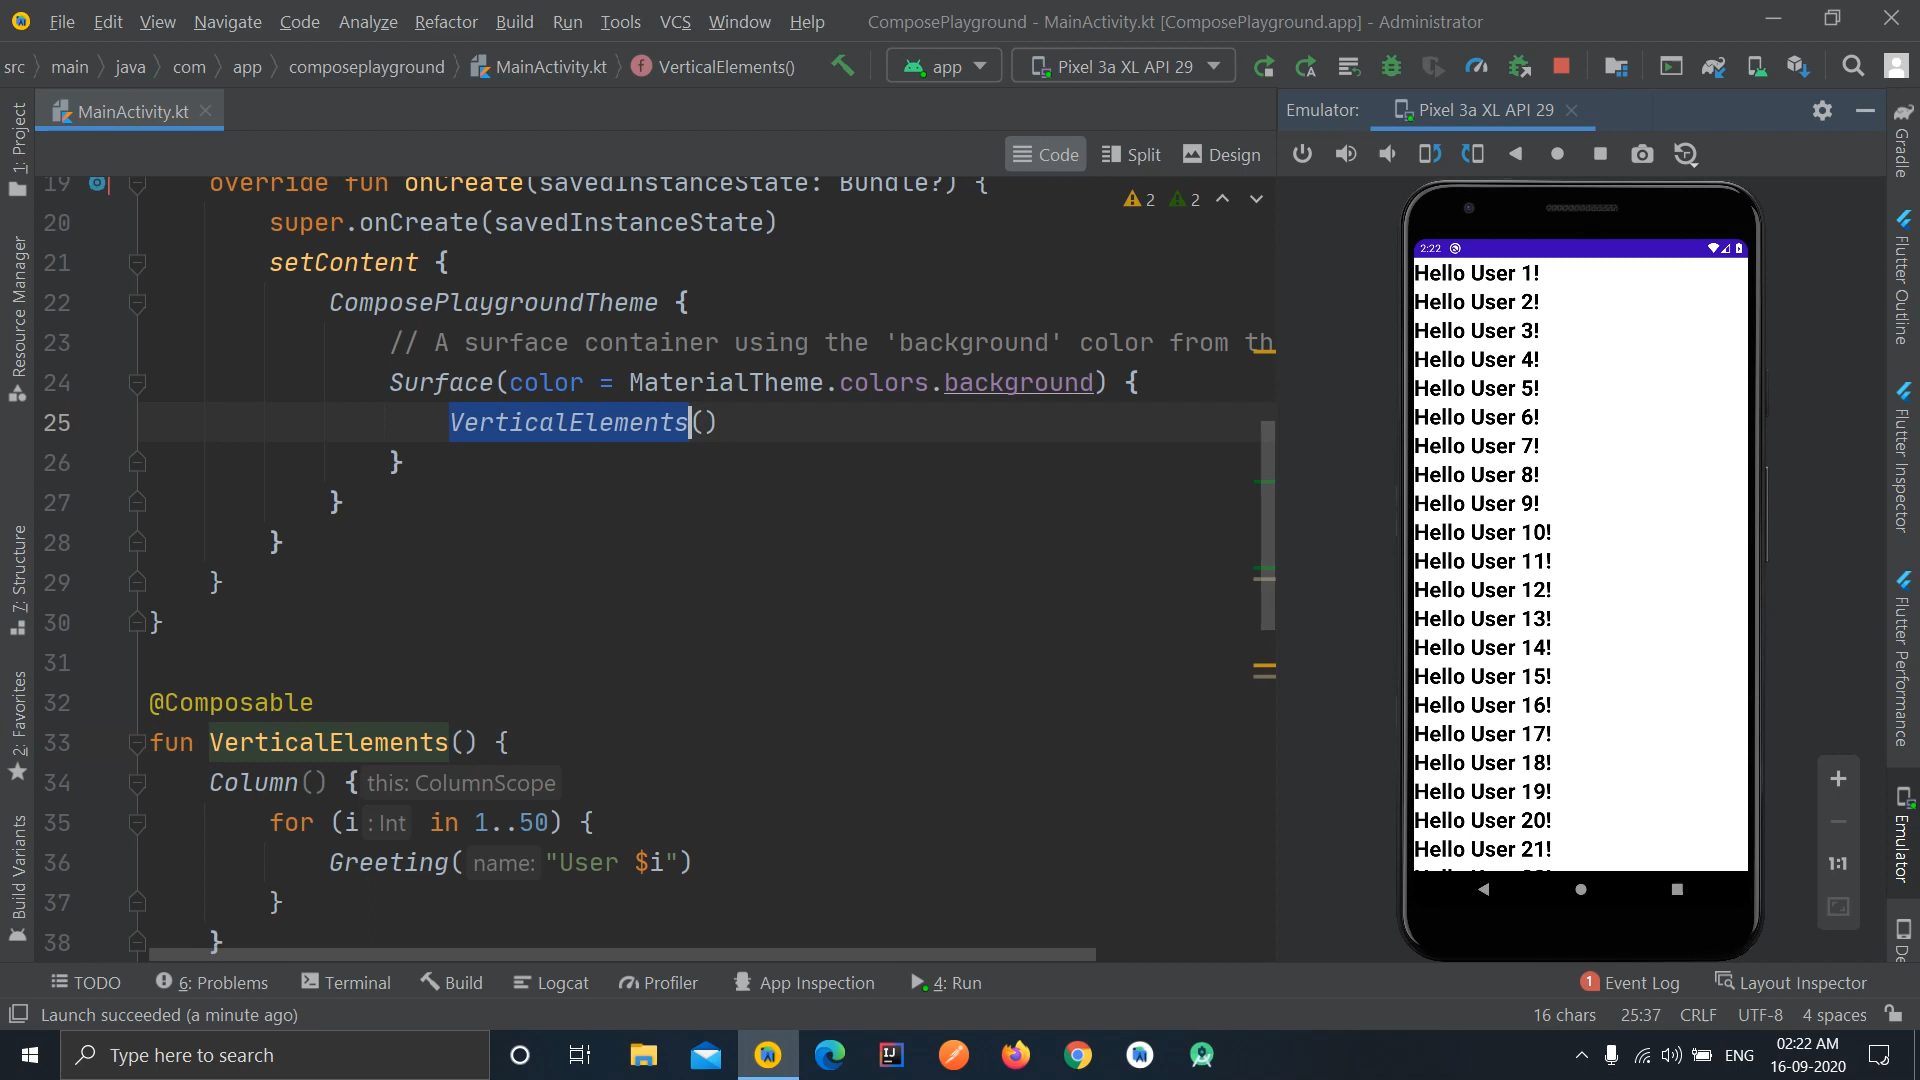 File Edit View Navigate Code Analyze Refactor Build Run Tools VCS Window Help ComposePlayground - MainActivity.kt [ComposePlayground.app] - Administrator
src main java com app composeplayground MainActivity.kt VerticalElements() app Pixel 3a XL API 29
MainActivity.kt
Emulator: Pixel 3a XL API 29
Code Split Design
1: Project
Resource Manager
7: Structure
2: Favorites
Build Variants
19 override fun onCreate(savedInstanceState: Bundle?) {
2 2
20 super.onCreate(savedInstanceState)
21 setContent {
22 ComposePlaygroundTheme {
23 // A surface container using the 'background' color from th
24 Surface(color = MaterialTheme.colors.background) {
25 VerticalElements()
26 }
27 }
28 }
29 }
30 }
31
32 @Composable
33 fun VerticalElements() {
34 Column() { this: ColumnScope
35 for (i : Int in 1..50) {
36 Greeting( name: "User $i")
37 }
38 }
2:22
Hello User 1!
Hello User 2!
Hello User 3!
Hello User 4!
Hello User 5!
Hello User 6!
Hello User 7!
Hello User 8!
Hello User 9!
Hello User 10!
Hello User 11!
Hello User 12!
Hello User 13!
Hello User 14!
Hello User 15!
Hello User 16!
Hello User 17!
Hello User 18!
Hello User 19!
Hello User 20!
Hello User 21!
1:1
Gradle
Flutter Outline
Flutter Inspector
Flutter Performance
Emulator
TODO 6: Problems Terminal Build Logcat Profiler App Inspection 4: Run 1 Event Log Layout Inspector
Launch succeeded (a minute ago) 16 chars 25:37 CRLF UTF-8 4 spaces
Type here to search
ENG
02:22 AM
16-09-2020